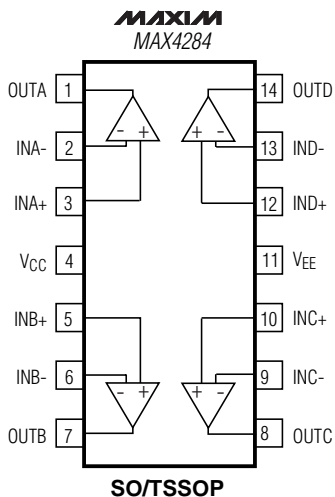 MAXIM
MAX4284
OUTA 1 14 OUTD
- + + -
INA- 2 13 IND-
INA+ 3 12 IND+
VCC 4 11 VEE
INB+ 5 10 INC+
INB- 6 9 INC-
- + + -
OUTB 7 8 OUTC
SO/TSSOP